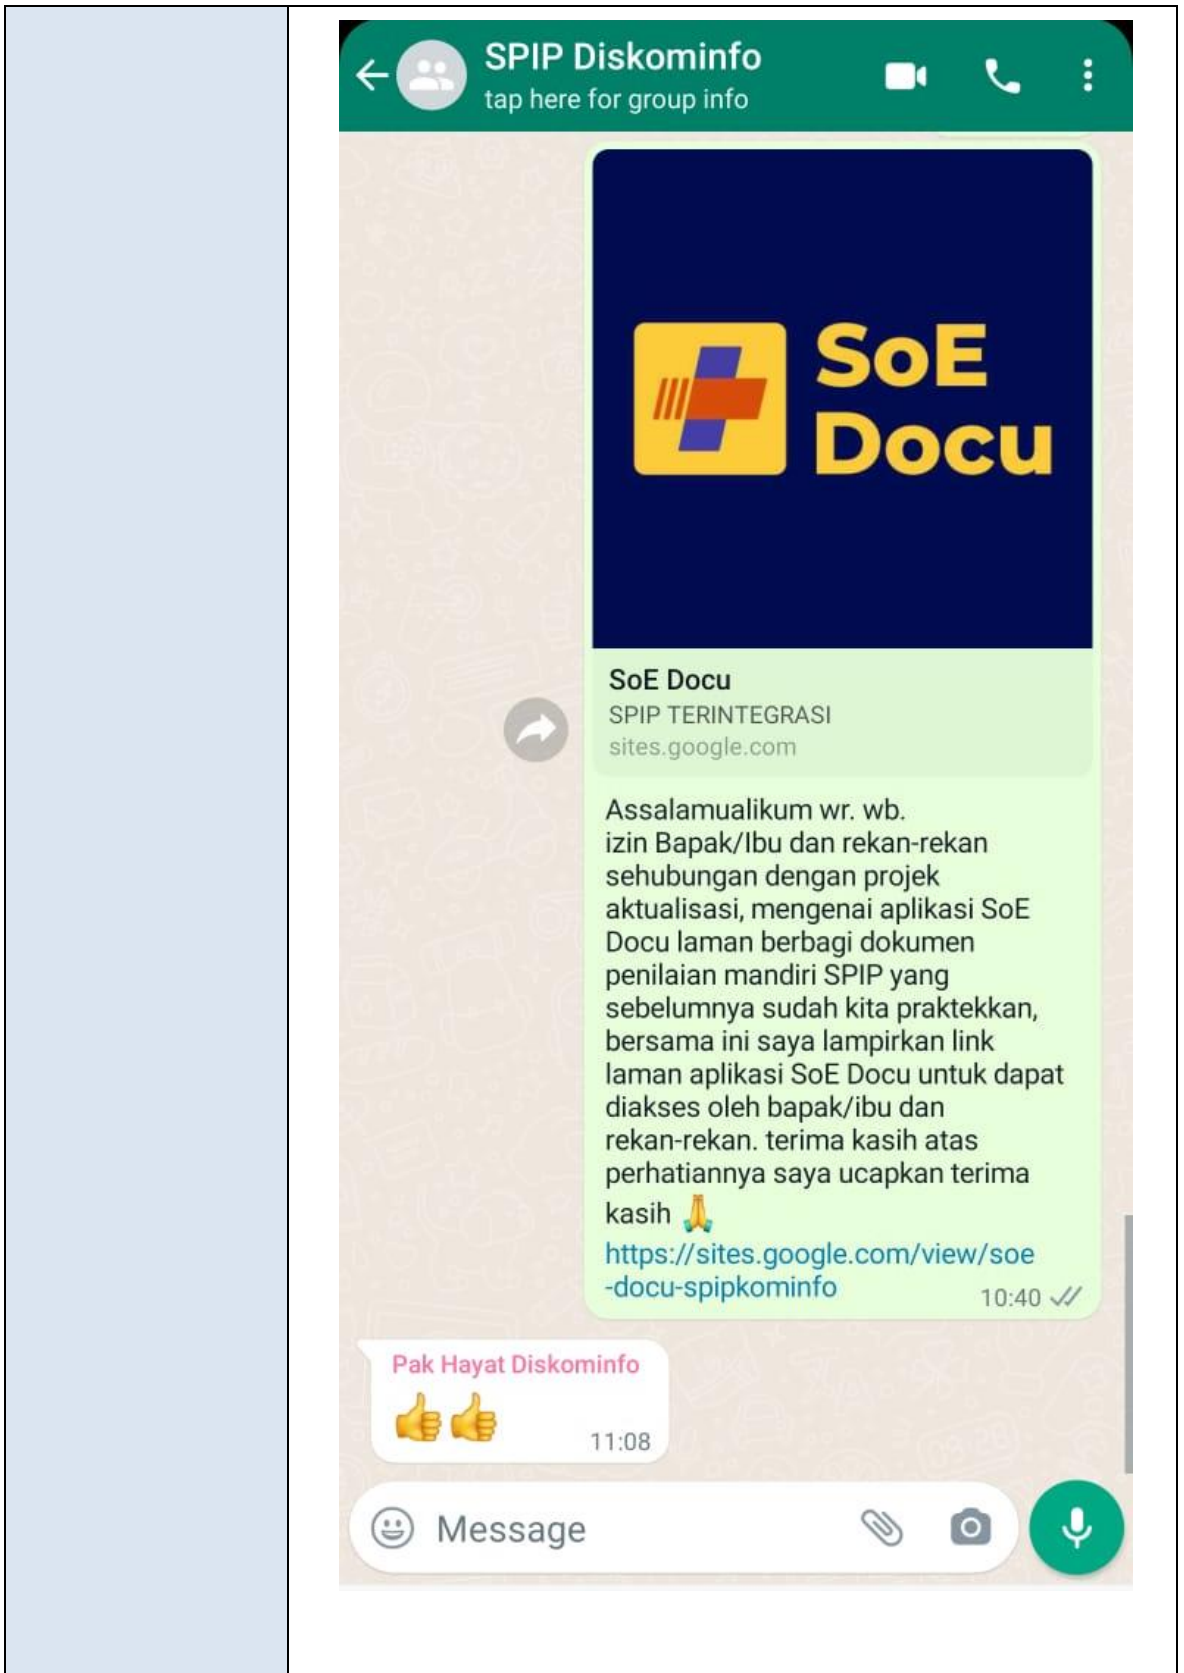 SPIP Diskominfo
tap here for group info
SoE
Docu
SoE Docu
SPIP TERINTEGRASI
sites.google.com
Assalamualikum wr. wb.
izin Bapak/Ibu dan rekan-rekan
sehubungan dengan projek
aktualisasi, mengenai aplikasi SoE
Docu laman berbagi dokumen
penilaian mandiri SPIP yang
sebelumnya sudah kita praktekkan,
bersama ini saya lampirkan link
laman aplikasi SoE Docu untuk dapat
diakses oleh bapak/ibu dan
rekan-rekan. terima kasih atas
perhatiannya saya ucapkan terima
kasih 🙏
https://sites.google.com/view/soe
-docu-spipkominfo
10:40
Pak Hayat Diskominfo
👍👍
11:08
Message